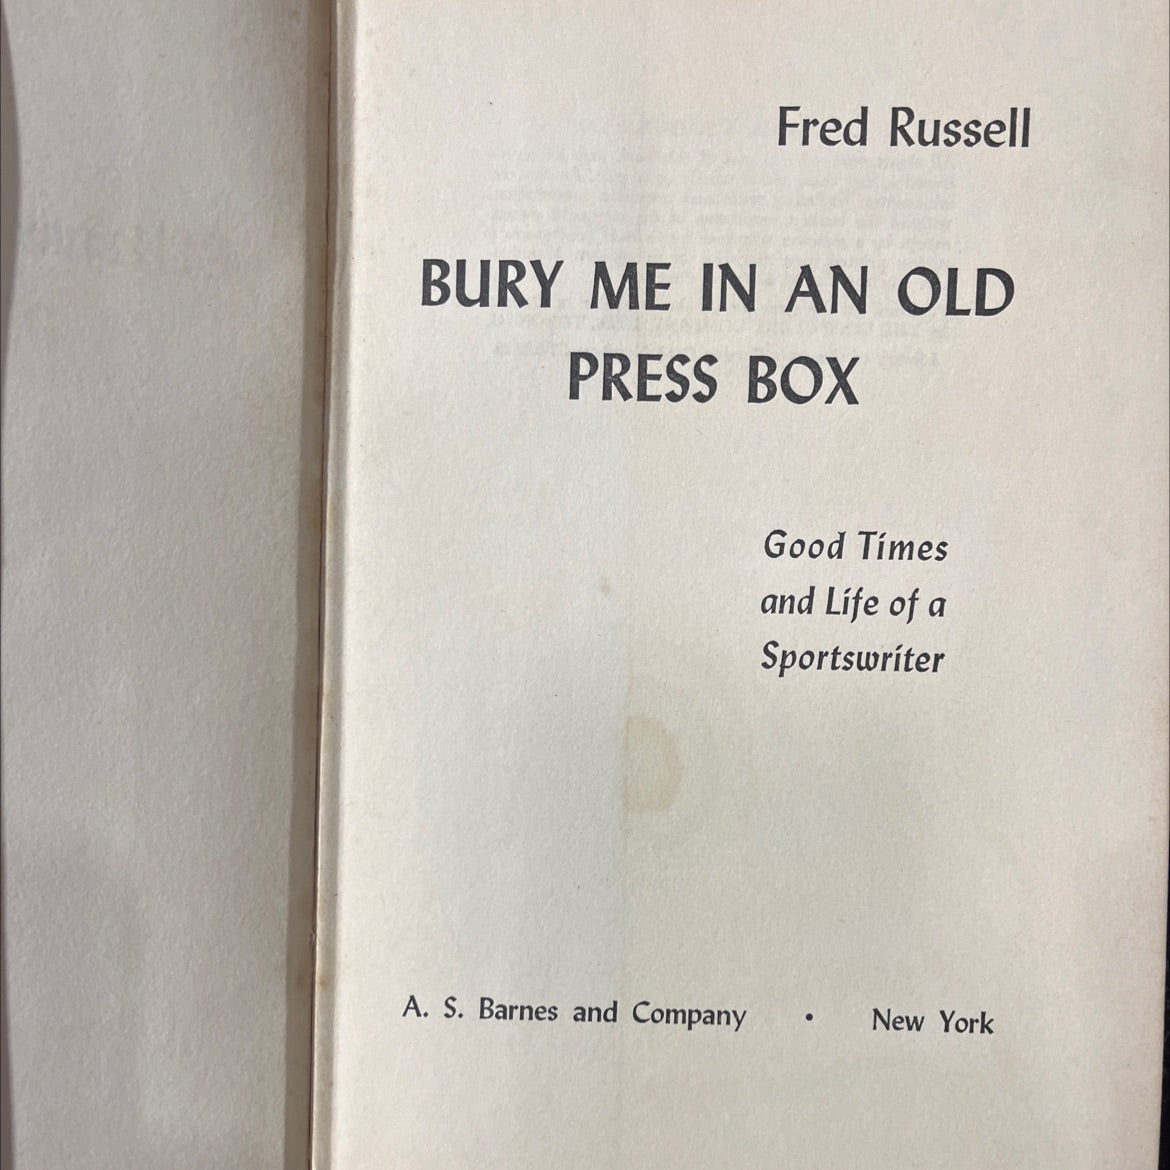 Fred Russell
BURY ME IN AN OLD
PRESS BOX
Good Times
and Life of a
Sportswriter
A. S. Barnes and Company • New York